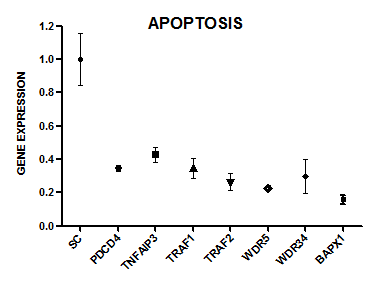 APOPTOSIS
GENE EXPRESSION
1.2
1.0
0.8
0.6
0.4
0.2
0.0
SC
PDCD4
TNFAIP3
TRAF1
TRAF2
WDR5
WDR34
BAPX1